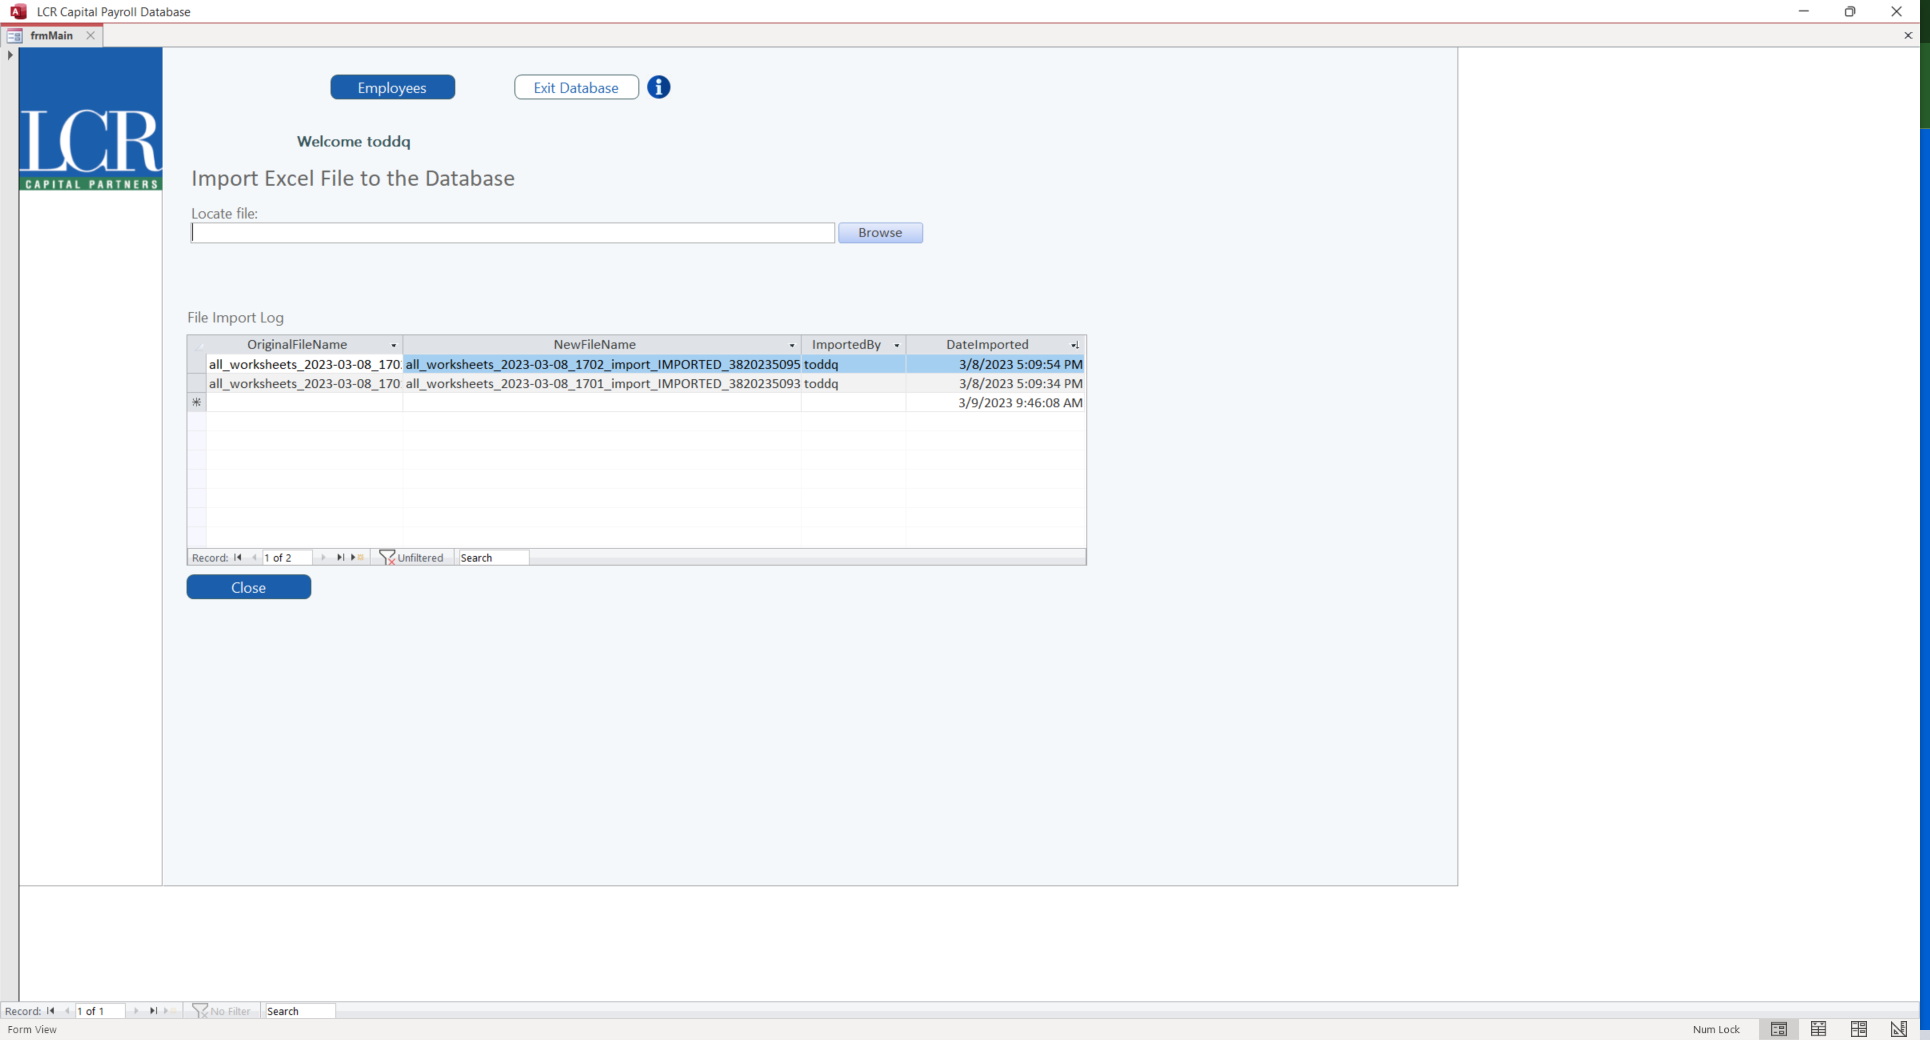 LCR Capital Payroll Database
frmMain
Employees
Exit Database
LCR
CAPITAL PARTNERS
Welcome toddq
Import Excel File to the Database
Locate file:
Browse
File Import Log
OriginalFileName NewFileName ImportedBy DateImported
all_worksheets_2023-03-08_170 all_worksheets_2023-03-08_1702_import_IMPORTED_3820235095 toddq 3/8/2023 5:09:54 PM
all_worksheets_2023-03-08_170 all_worksheets_2023-03-08_1701_import_IMPORTED_3820235093 toddq 3/8/2023 5:09:34 PM
3/9/2023 9:46:08 AM
Record: 1 of 2 Unfiltered Search
Close
Record: 1 of 1 No Filter Search
Form View Num Lock